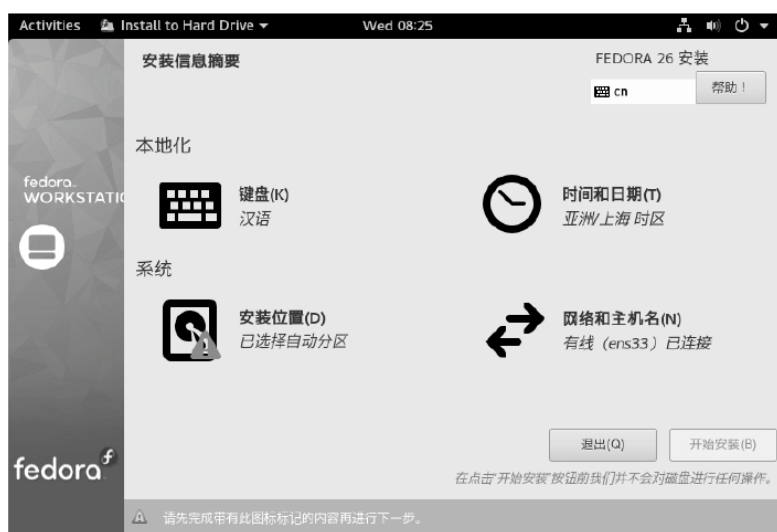 Activities Install to Hard Drive Wed 08:25
安装信息摘要
FEDORA 26 安装
cn
帮助！
本地化
fedora
WORKSTATIO
键盘(K)
汉语
时间和日期(T)
亚洲/上海 时区
系统
安装位置(D)
已选择自动分区
网络和主机名(N)
有线（ens33）已连接
退出(Q)
开始安装(B)
fedora
在点击'开始安装'按钮前我们并不会对磁盘进行任何操作。
请先完成带有此图标标记的内容再进行下一步。